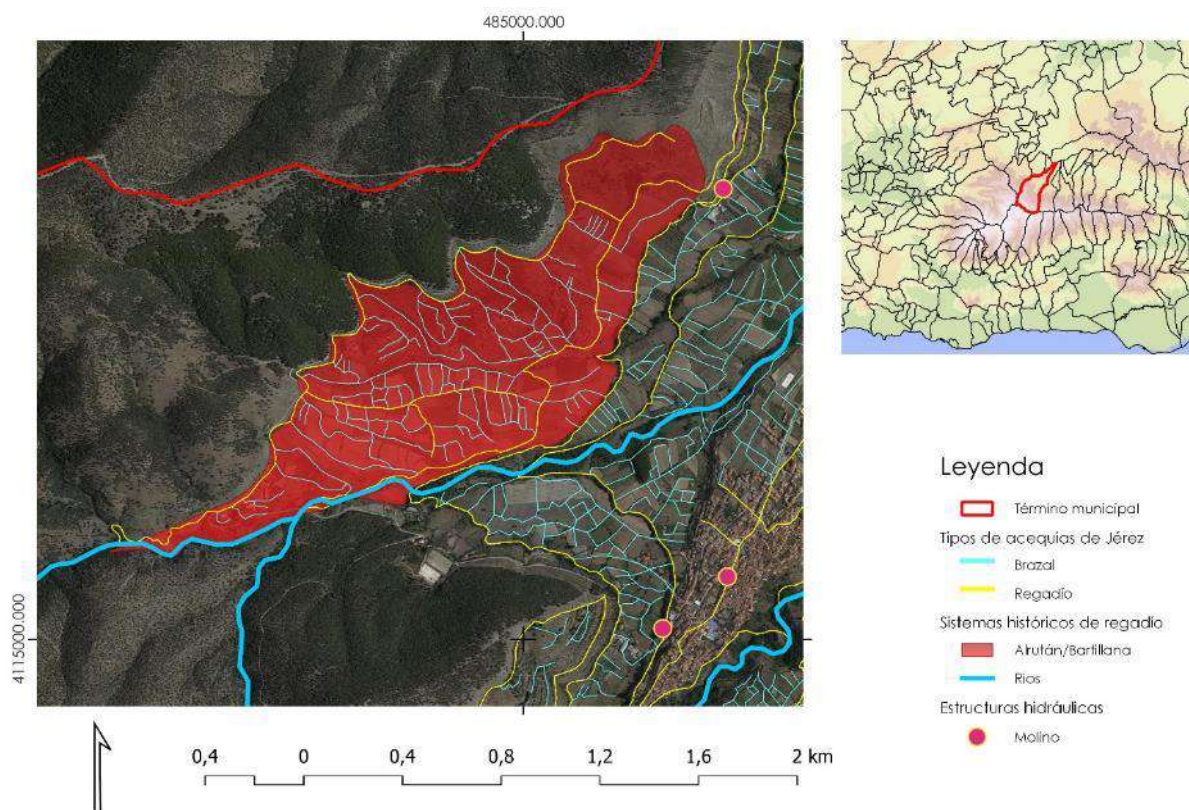 485000.000
4115000.000
Leyenda
Término municipal
Tipos de acequias de Jérez
Brazal
Regadío
Sistemas históricos de regadío
Alrután/Bartillana
Rios
Estructuras hidráulicas
Molino
0,4 0 0,4 0,8 1,2 1,6 2 km